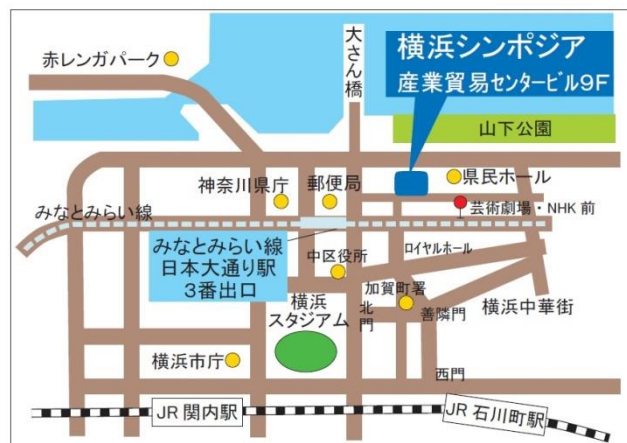 赤レンガパーク
大さん橋
横浜シンポジア
産業貿易センタービル9F
山下公園
神奈川県庁
郵便局
県民ホール
みなとみらい線
芸術劇場・NHK前
みなとみらい線
日本大通り駅
3番出口
中区役所
ロイヤルホール
加賀町署
横浜
スタジアム
北門
善隣門
横浜中華街
横浜市庁
西門
JR 関内駅
JR 石川町駅